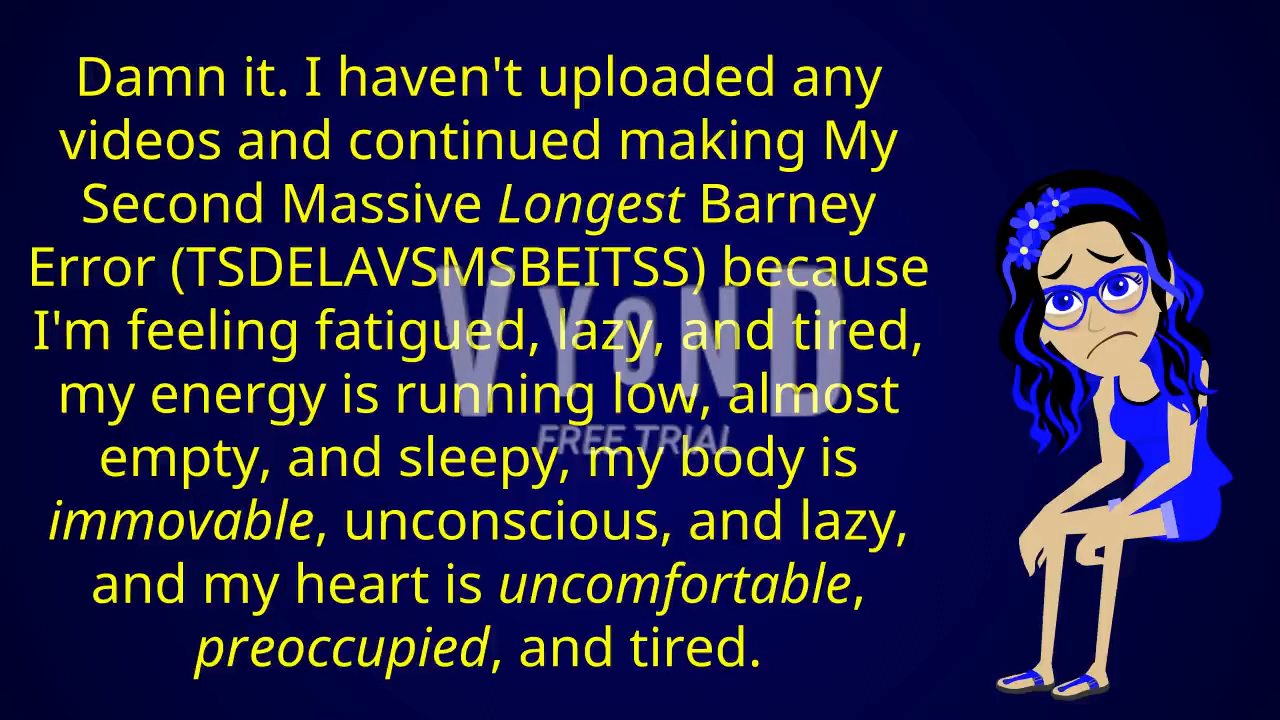 Damn it. I haven't uploaded any
videos and continued making My
Second Massive Longest Barney
Error (TSDELAVSMSBEITSS) because
I'm feeling fatigued, lazy, and tired,
my energy is running low, almost
empty, and sleepy, my body is
immovable, unconscious, and lazy,
and my heart is uncomfortable,
preoccupied, and tired.
VYOND
FREE TRIAL